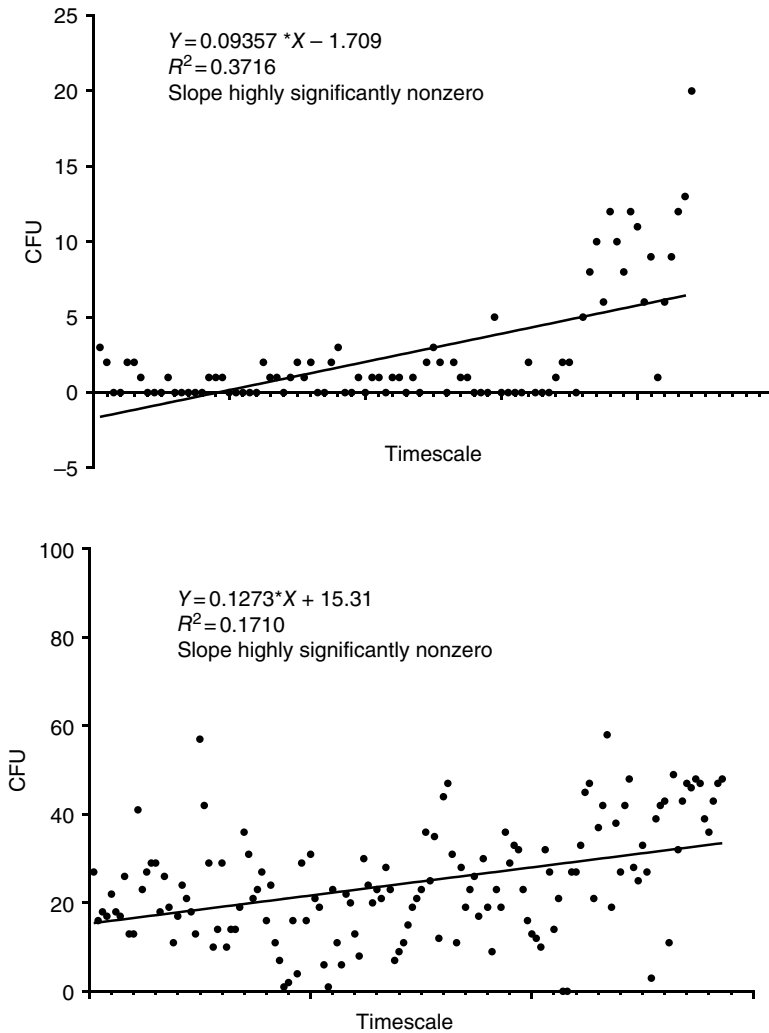 25
Y=0.09357 *X – 1.709
R²=0.3716
Slope highly significantly nonzero
20
15
CFU
10
5
0
–5
Timescale
100
Y=0.1273*X + 15.31
R²=0.1710
Slope highly significantly nonzero
80
60
CFU
40
20
0
Timescale